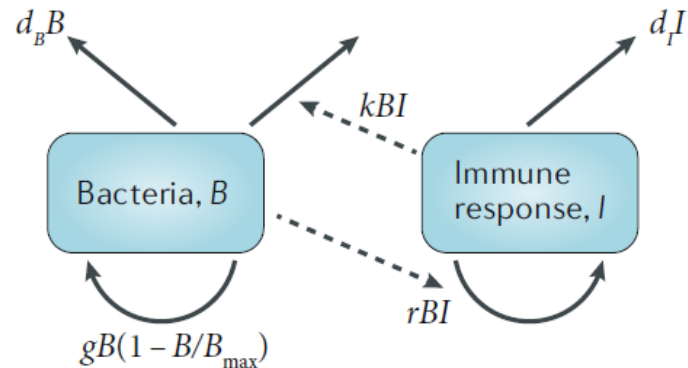 d_B B
d_I I
kBI
Bacteria, B
Immune
response, I
rBI
gB(1 – B/B_max)